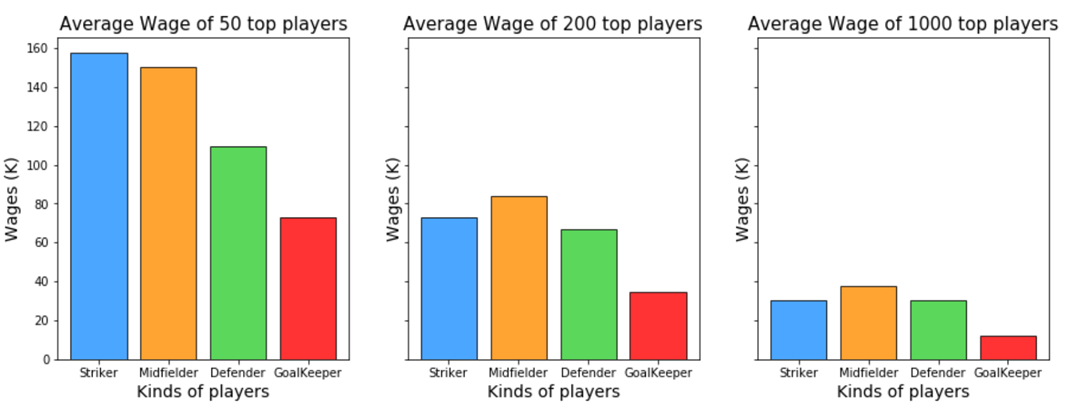 Average Wage of 50 top players
Wages (K)
160
140
120
100
80
60
40
20
0
Striker Midfielder Defender GoalKeeper
Kinds of players
Average Wage of 200 top players
Wages (K)
Striker Midfielder Defender GoalKeeper
Kinds of players
Average Wage of 1000 top players
Wages (K)
Striker Midfielder Defender GoalKeeper
Kinds of players